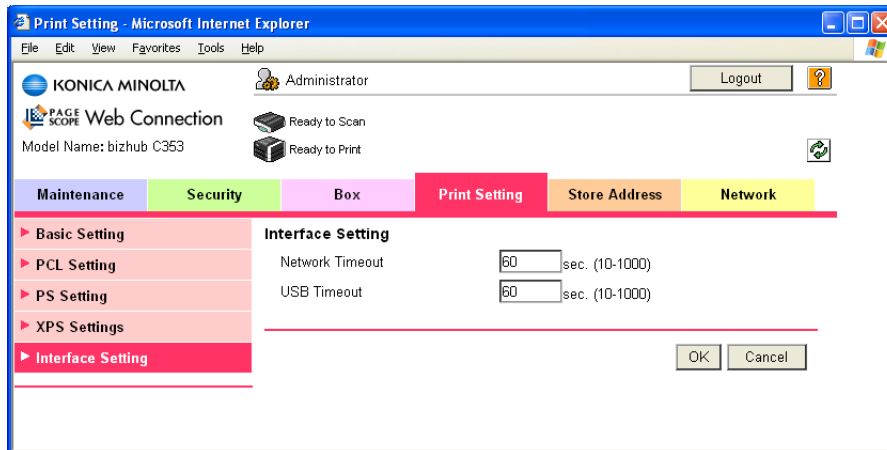 Print Setting - Microsoft Internet Explorer
File Edit View Favorites Tools Help
KONICA MINOLTA
Administrator
Logout
?
PAGE SCOPE Web Connection
Ready to Scan
Model Name: bizhub C353
Ready to Print
Maintenance Security Box Print Setting Store Address Network
Basic Setting
PCL Setting
PS Setting
XPS Settings
Interface Setting
Interface Setting
Network Timeout 60 sec. (10-1000)
USB Timeout 60 sec. (10-1000)
OK Cancel